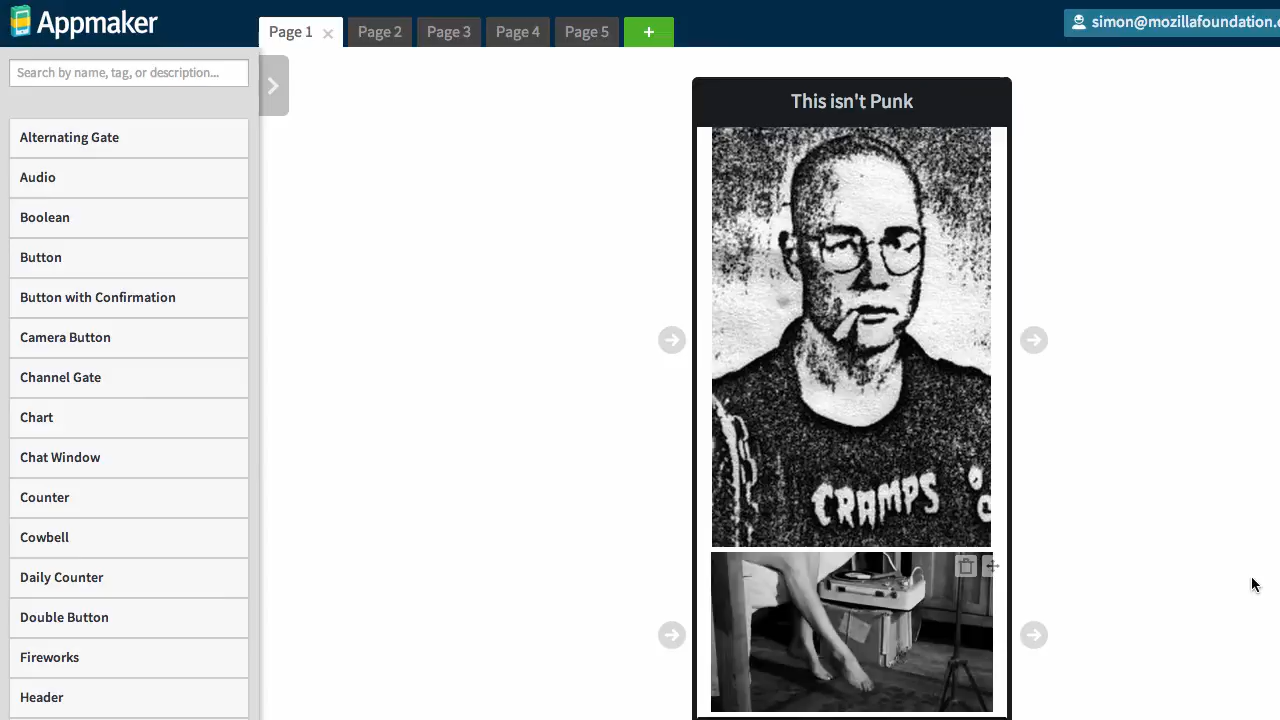 Appmaker
Page 1
Page 2
Page 3
Page 4
Page 5
+
simon@mozillafoundation.
Search by name, tag, or description...
Alternating Gate
Audio
Boolean
Button
Button with Confirmation
Camera Button
Channel Gate
Chart
Chat Window
Counter
Cowbell
Daily Counter
Double Button
Fireworks
Header
This isn't Punk
CRAMPS